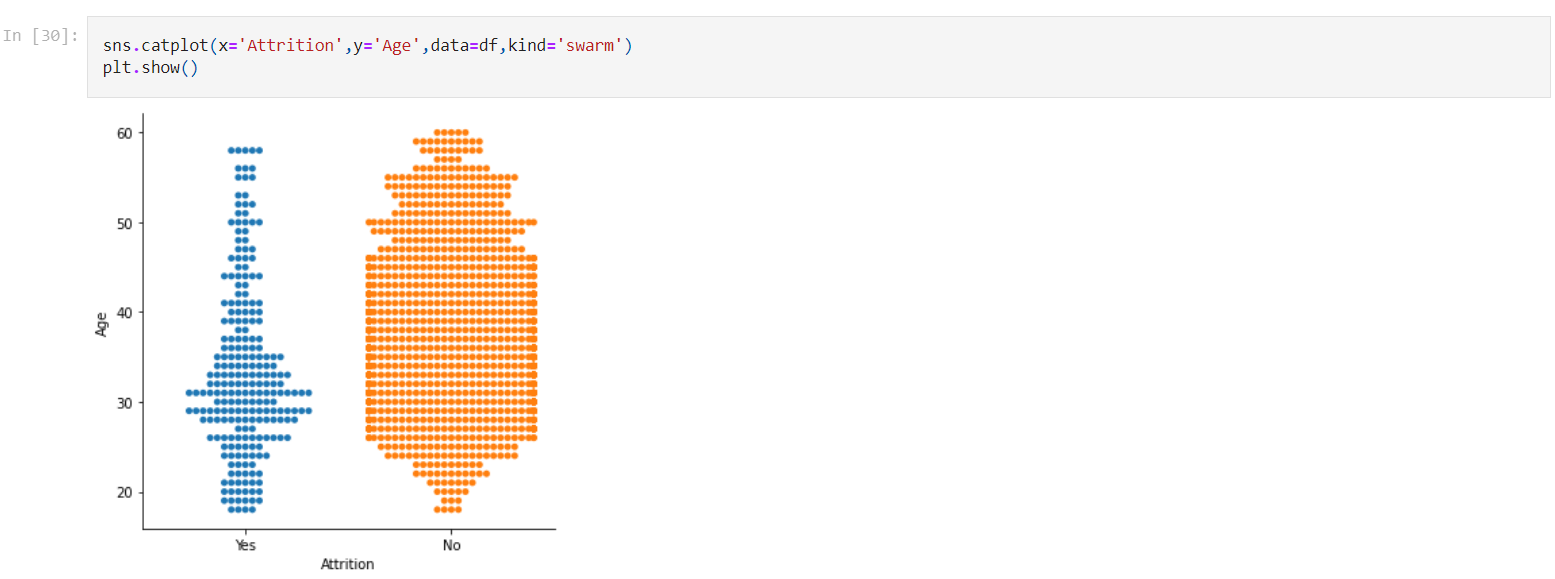 In [30]:
sns.catplot(x='Attrition',y='Age',data=df,kind='swarm')
plt.show()
60
50
40
30
20
Age
Yes
No
Attrition